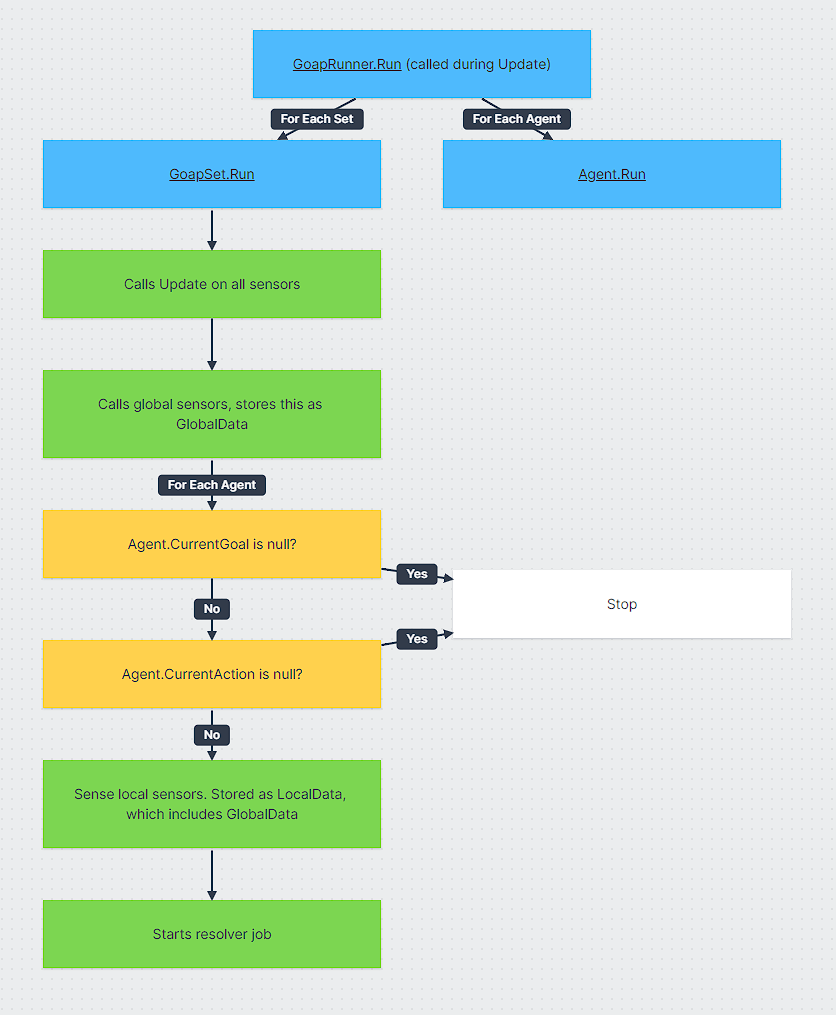 GoapRunner.Run (called during Update)
For Each Set
For Each Agent
GoapSet.Run
Agent.Run
Calls Update on all sensors
Calls global sensors, stores this as
GlobalData
For Each Agent
Agent.CurrentGoal is null?
Yes
Stop
No
Yes
Agent.CurrentAction is null?
No
Sense local sensors. Stored as LocalData,
which includes GlobalData
Starts resolver job